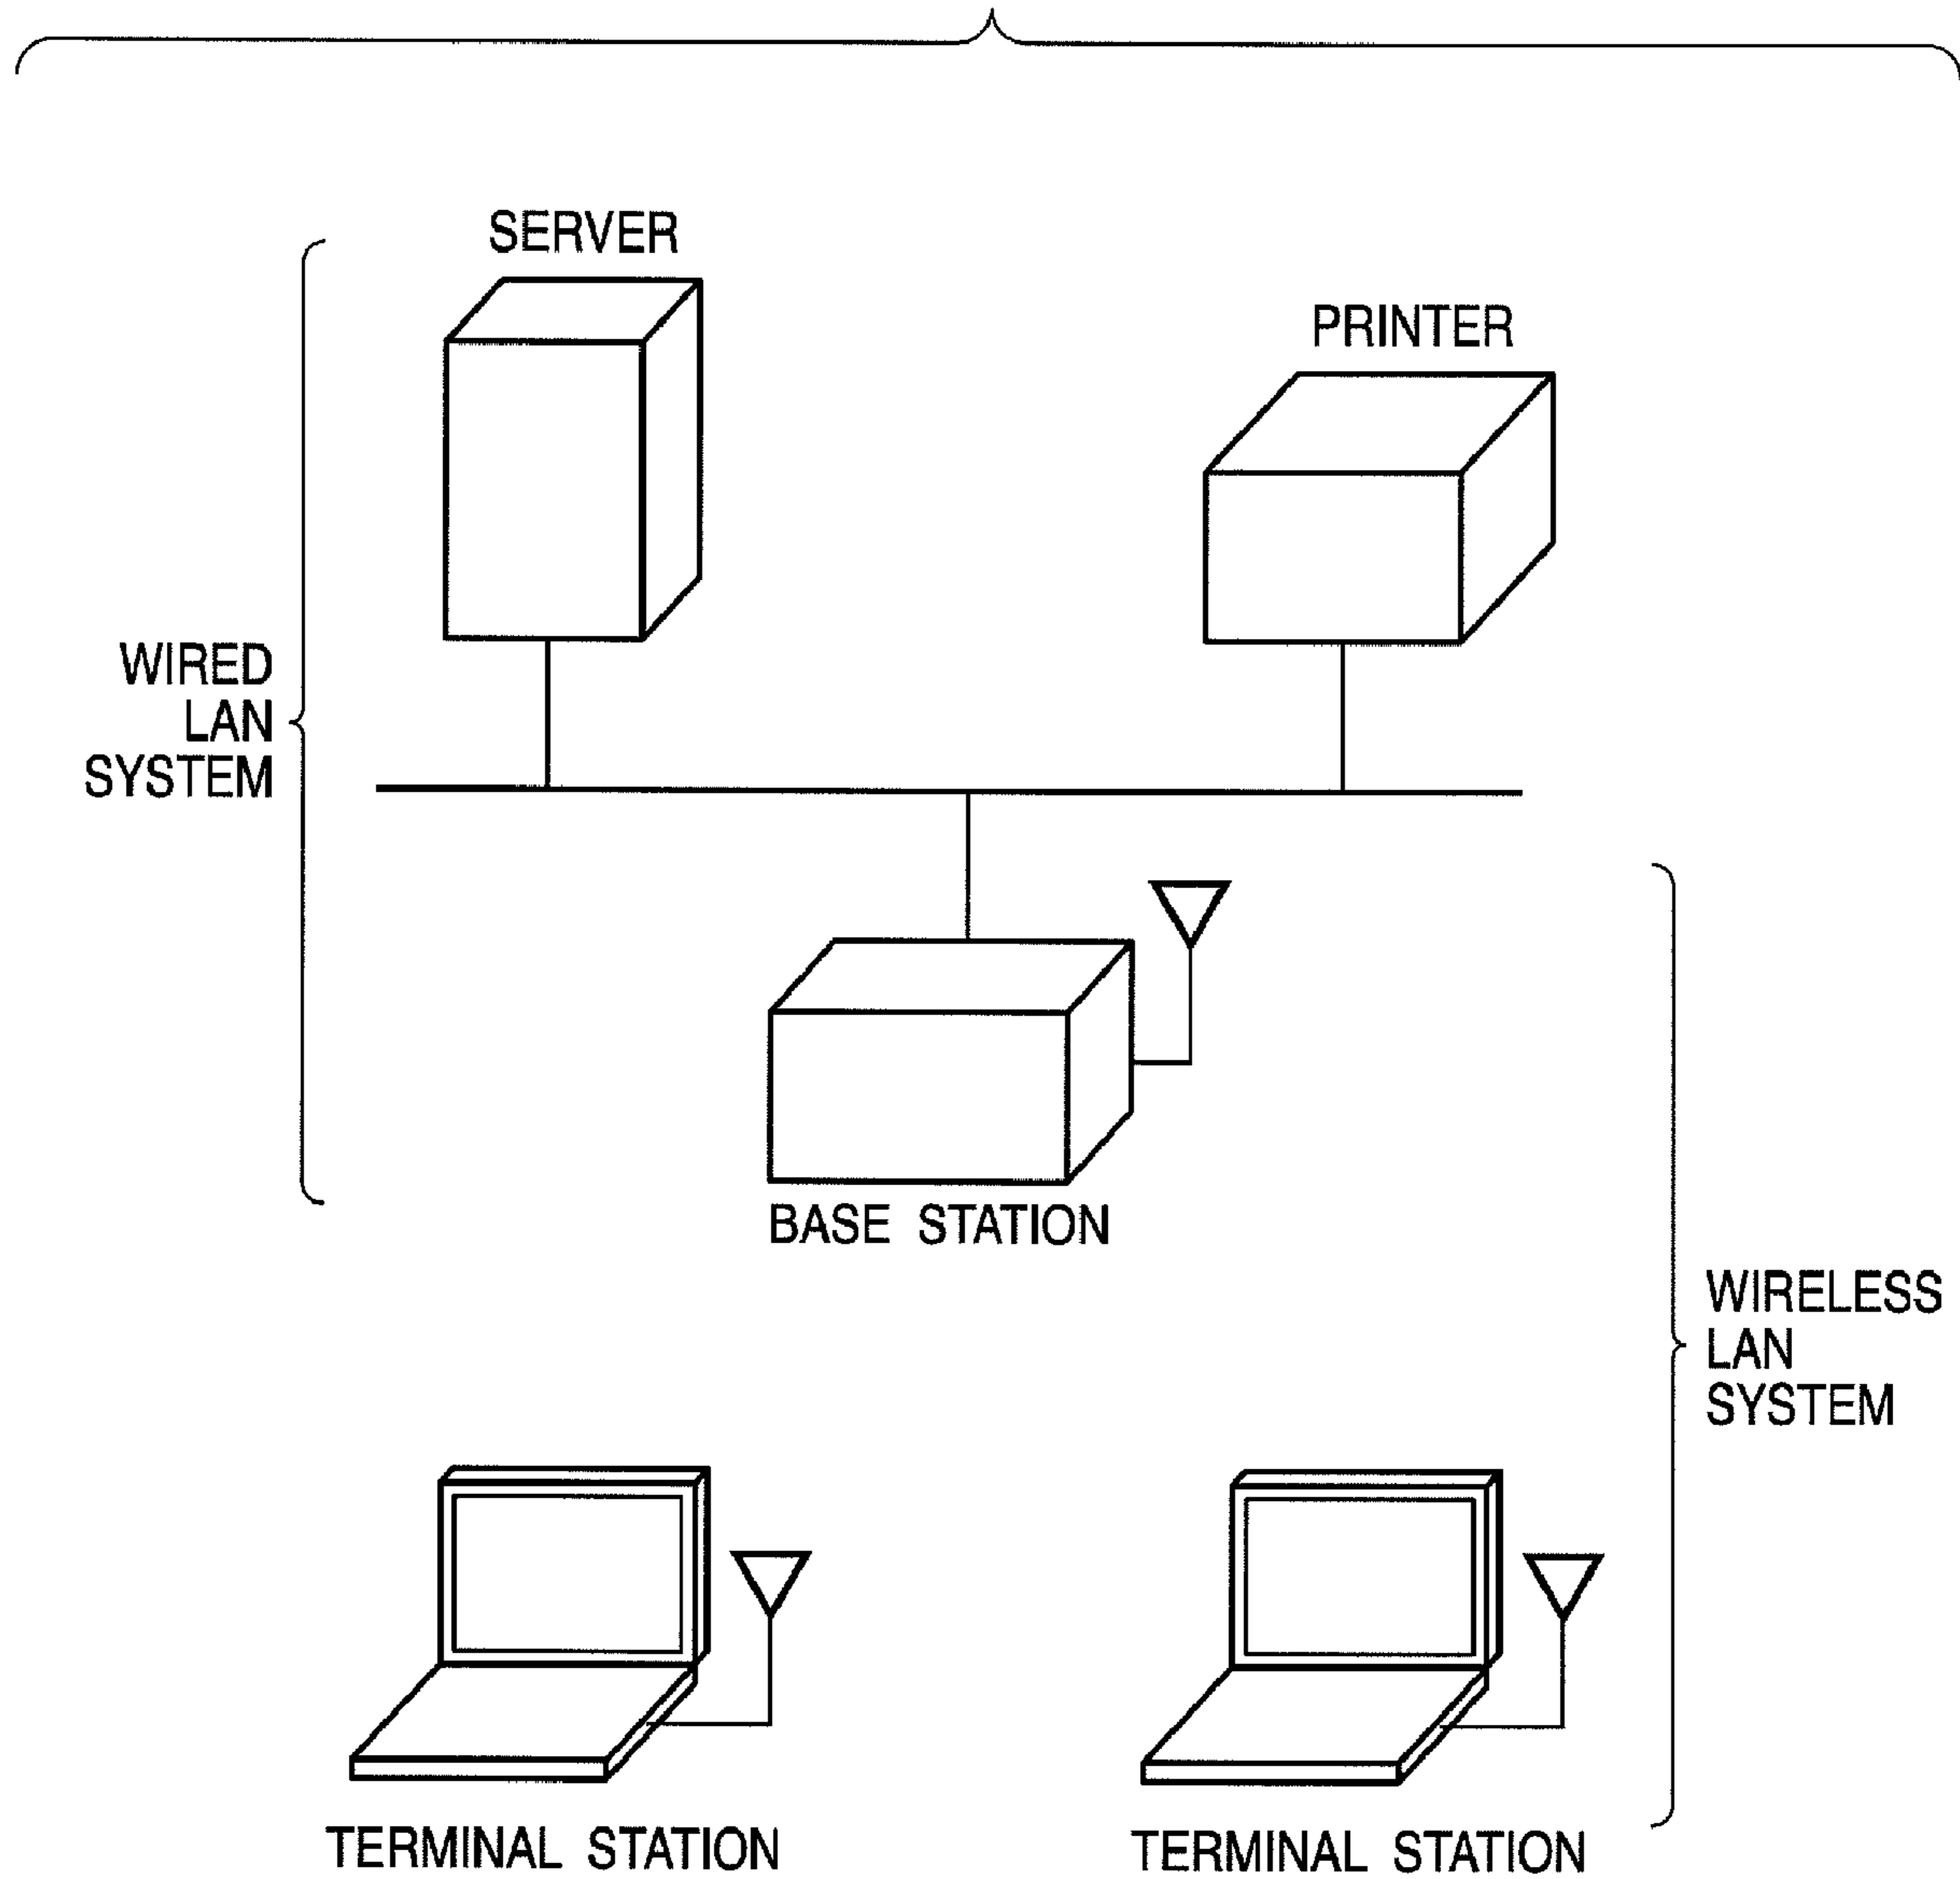 SERVER
PRINTER
WIRED
LAN
SYSTEM
BASE STATION
WIRELESS
LAN
SYSTEM
TERMINAL STATION
TERMINAL STATION